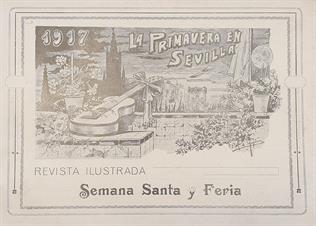 1917
LA PRIMAVERA EN
SEVILLA
REVISTA ILUSTRADA
Semana Santa y Feria